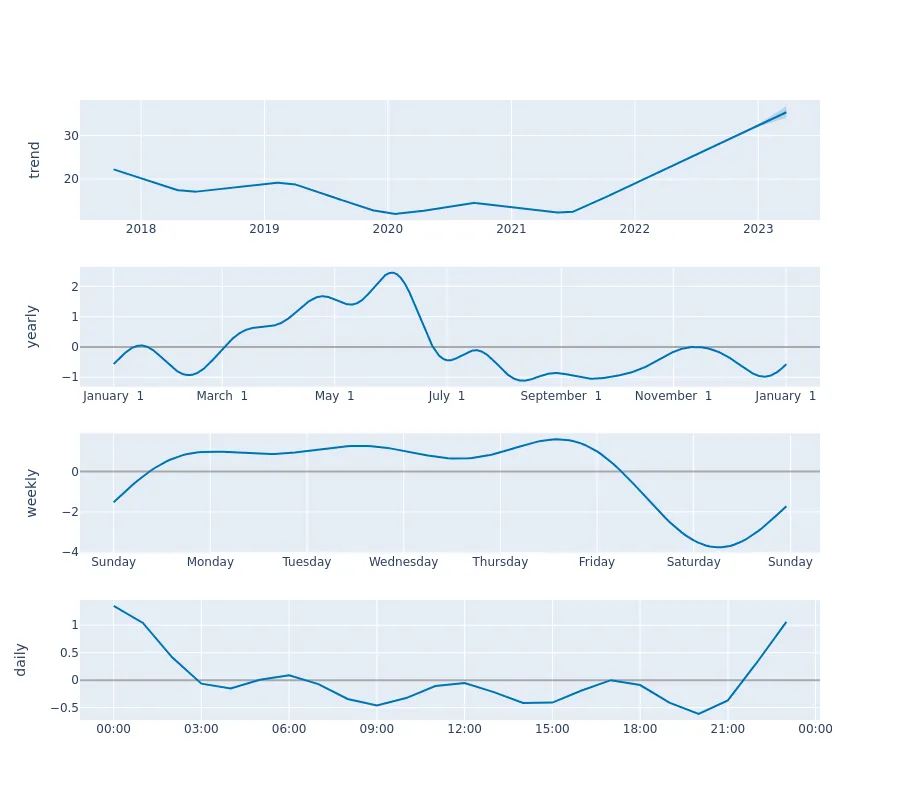 trend
30
20
2018 2019 2020 2021 2022 2023
yearly
2
1
0
−1
January 1 March 1 May 1 July 1 September 1 November 1 January 1
weekly
0
−2
−4
Sunday Monday Tuesday Wednesday Thursday Friday Saturday Sunday
daily
1
0.5
0
−0.5
00:00 03:00 06:00 09:00 12:00 15:00 18:00 21:00 00:00